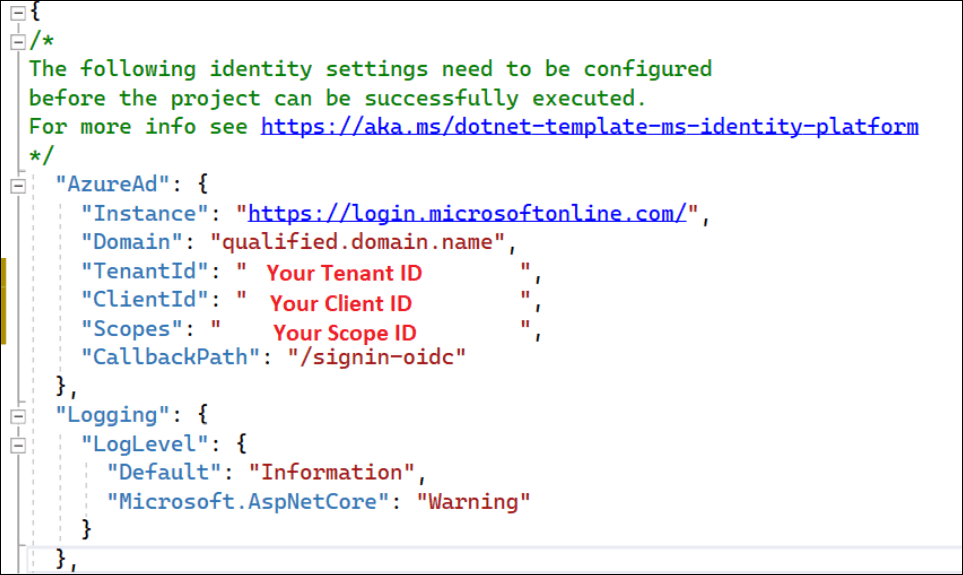 {
/*
The following identity settings need to be configured
before the project can be successfully executed.
For more info see https://aka.ms/dotnet-template-ms-identity-platform
*/
"AzureAd": {
"Instance": "https://login.microsoftonline.com/",
"Domain": "qualified.domain.name",
"TenantId": " Your Tenant ID ",
"ClientId": " Your Client ID ",
"Scopes": " Your Scope ID ",
"CallbackPath": "/signin-oidc"
},
"Logging": {
"LogLevel": {
"Default": "Information",
"Microsoft.AspNetCore": "Warning"
}
},